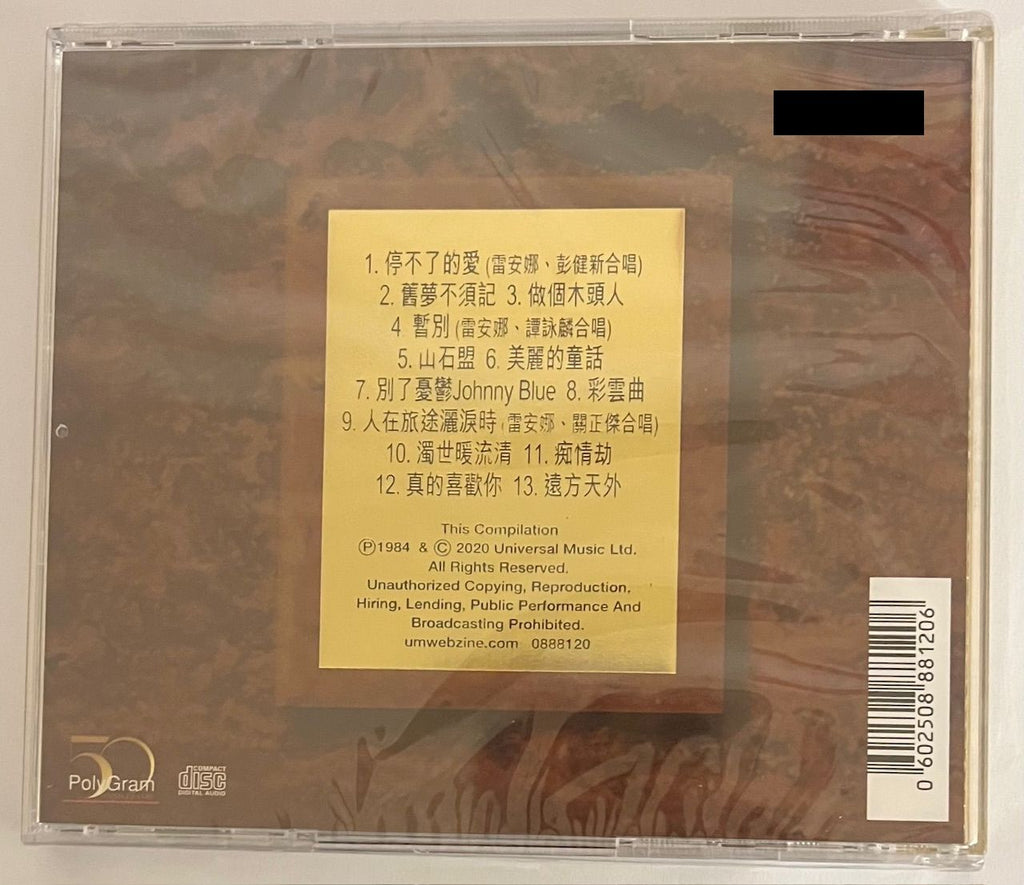 1. 停不了的愛 (雷安娜、彭健新合唱)
2. 舊夢不須記 3. 做個木頭人
4. 暫別 (雷安娜、譚詠麟合唱)
5. 山石盟 6. 美麗的童話
7. 別了憂鬱Johnny Blue 8. 彩雲曲
9. 人在旅途灑淚時 (雷安娜、關正傑合唱)
10. 濁世暖流清 11. 痴情劫
12. 真的喜歡你 13. 遠方天外
This Compilation
Ⓟ1984 & © 2020 Universal Music Ltd.
All Rights Reserved.
Unauthorized Copying, Reproduction,
Hiring, Lending, Public Performance And
Broadcasting Prohibited.
umwebzine.com 0888120
50
PolyGram
COMPACT
disc
DIGITAL AUDIO
0 602508 881206